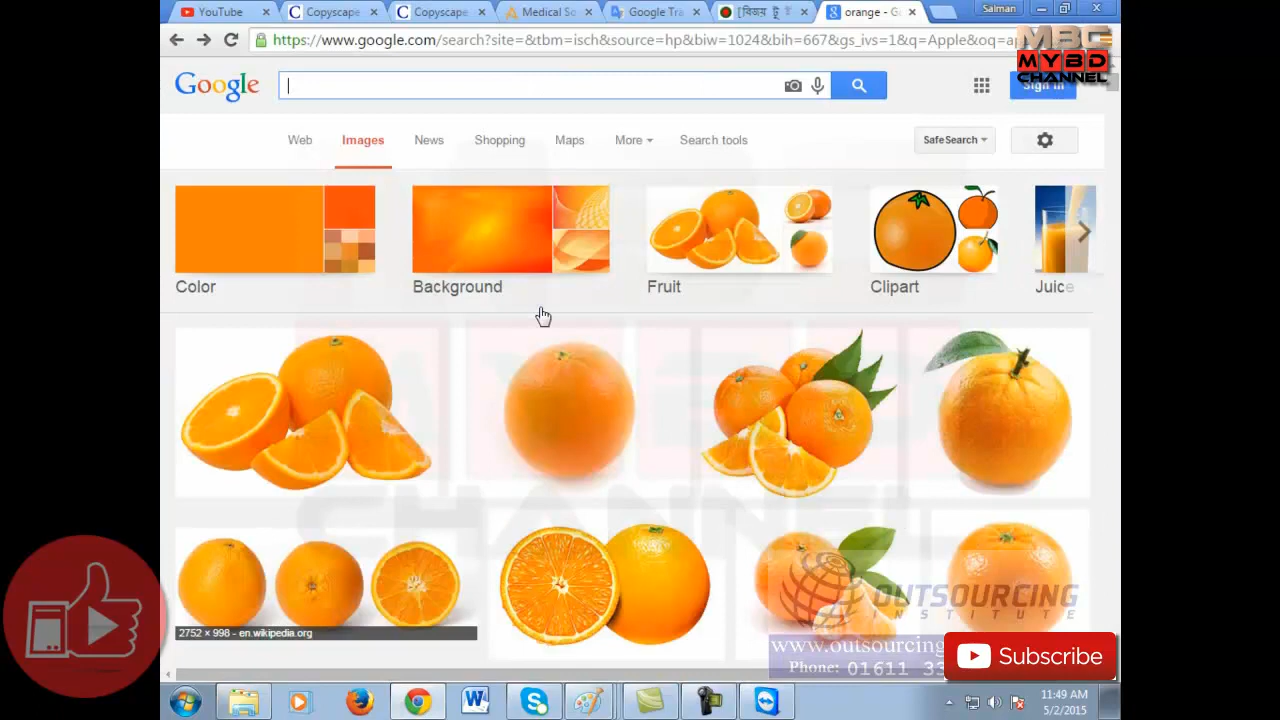 YouTube
Copyscape
Copyscape
Medical So
Google Tra
orange - G
Salman
https://www.google.com/search?site=&tbm=isch&source=hp&biw=1024&bih=667&gs_ivs=1&q=Apple&oq=ap
MBC
MYBD
CHANNEL
Google
Sign in
Web
Images
News
Shopping
Maps
More
Search tools
SafeSearch
Color
Background
Fruit
Clipart
Juice
CHANNEL
2752 × 998 - en.wikipedia.org
OUTSOURCING
INSTITUTE
www.outsourcing
Phone: 01611 33
Subscribe
11:49 AM
5/2/2015